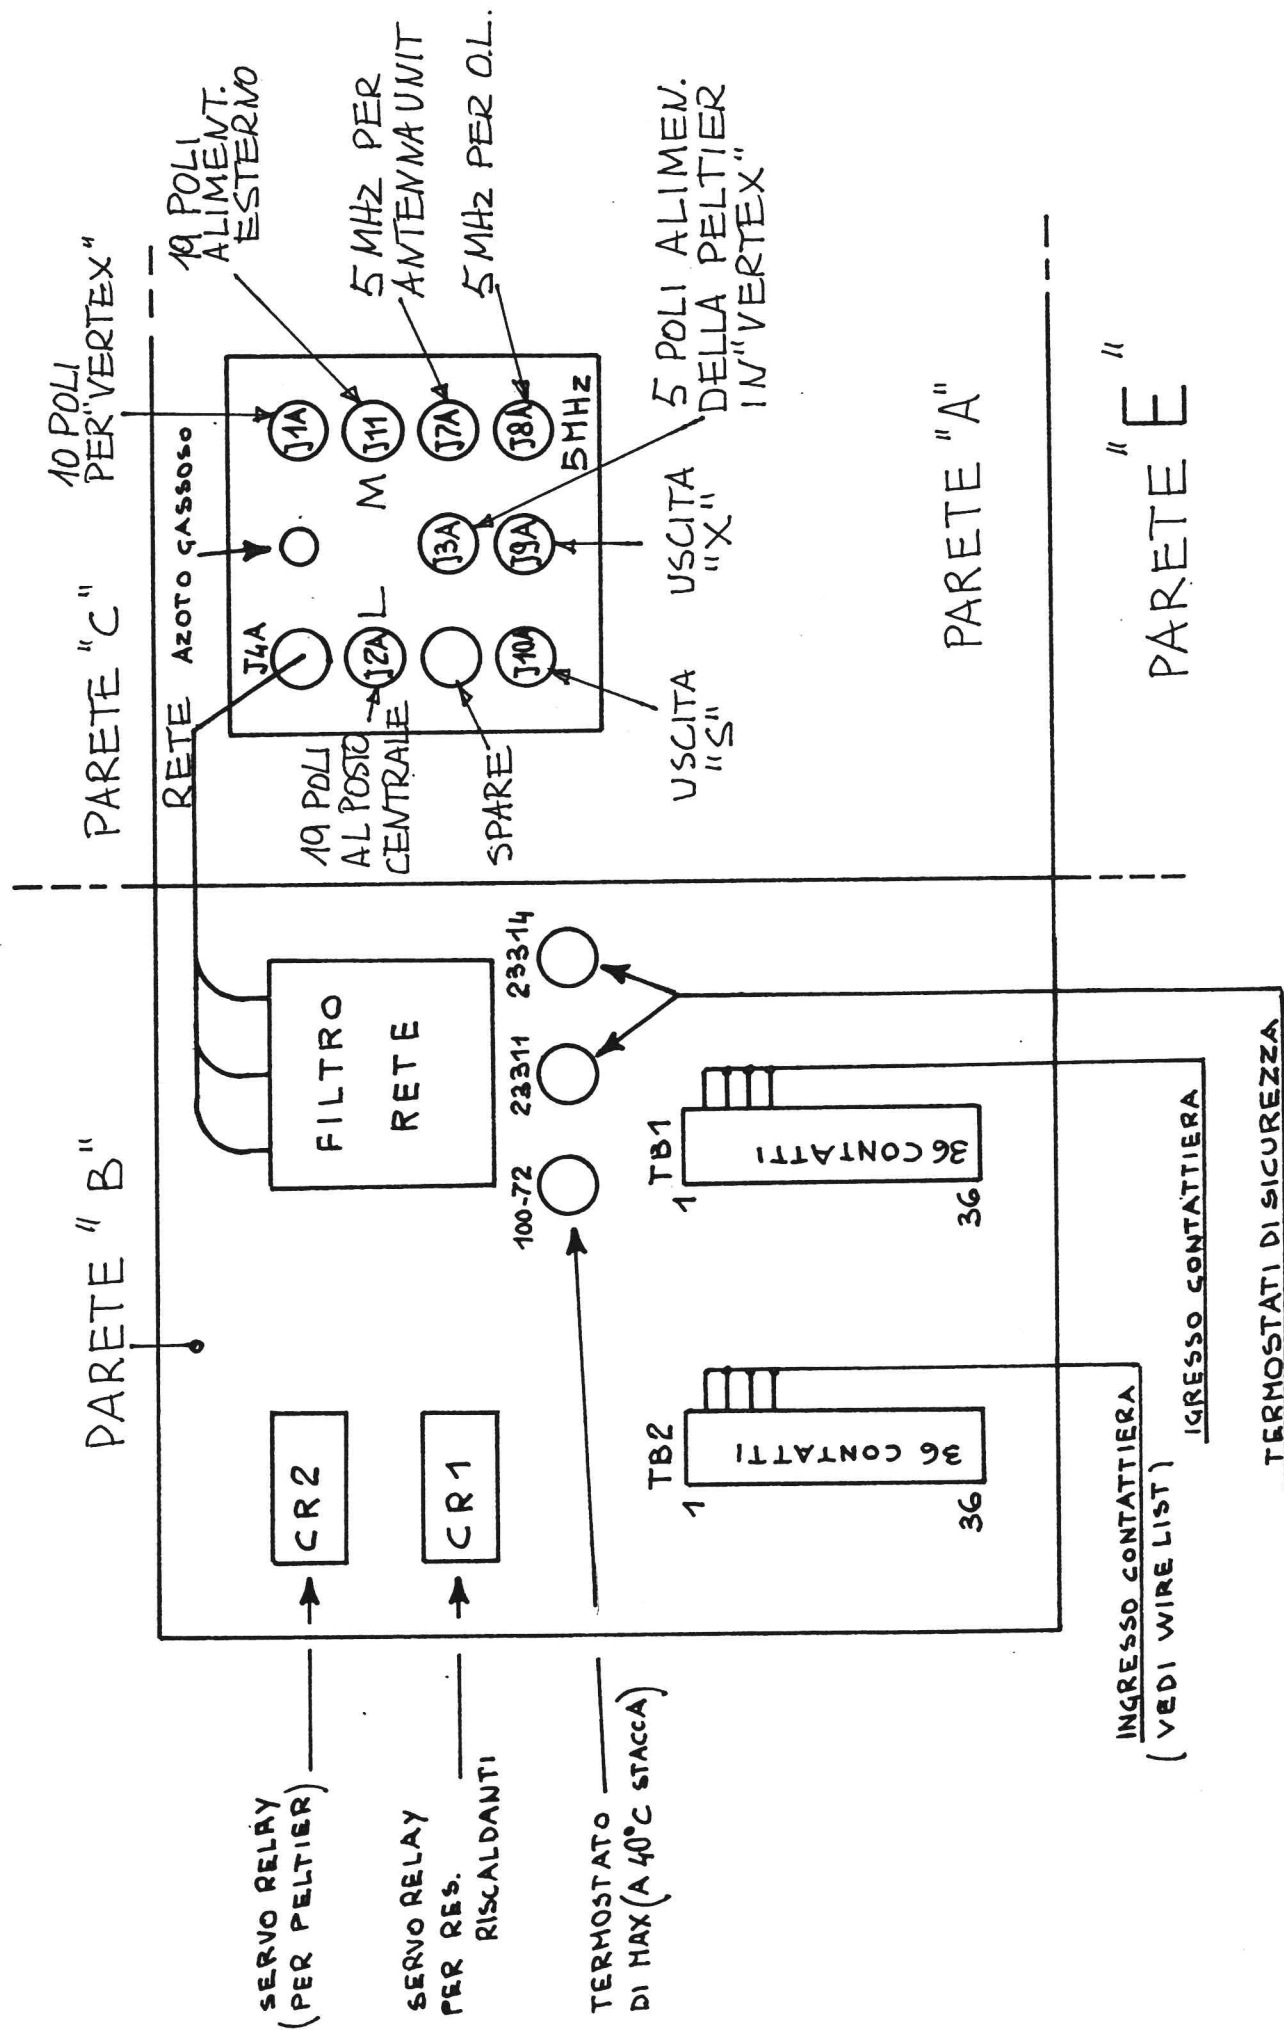 PARETE "B"
PARETE "C"
10 POLI
PER "VERTEX"
19 POLI
ALIMENT.
ESTERNO
RETE
AZOTO GASSOSO
5 MHz PER
ANTENNA UNIT
5 MHz PER O.L.
SERVO RELAY
(PER PELTIER)
CR2
SERVO RELAY
PER RES.
RISCALDANTI
CR1
FILTRO
RETE
J4A
J1A
19 POLI
AL POSTO
CENTRALE
J2A
L
M
J11
SPARE
J3A
J7A
J10A
J9A
J8A
5 MHz
TERMOSTATO
DI MAX (A 40°C STACCA)
100-72
23311
23314
USCITA
"S"
USCITA
"X"
5 POLI ALIMEN.
DELLA PELTIER
IN "VERTEX"
TB2
1
36 CONTATTI
36
TB1
1
36 CONTATTI
36
PARETE "A"
PARETE "E"
INGRESSO CONTATTIERA
(VEDI WIRE LIST)
IGRESSO CONTATTIERA
TERMOSTATI DI SICUREZZA